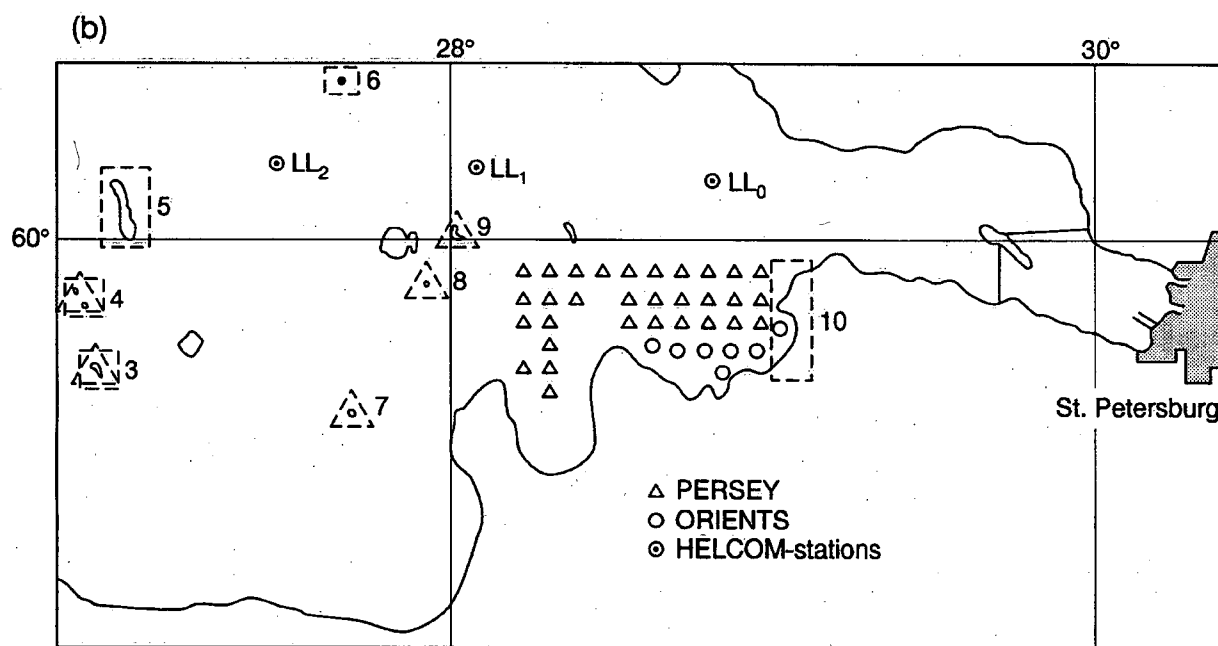 (b)
28°
30°
6
LL₂
LL₁
LL₀
5
9
60°
8
4
10
3
7
St. Petersburg
PERSEY
ORIENTS
HELCOM-stations